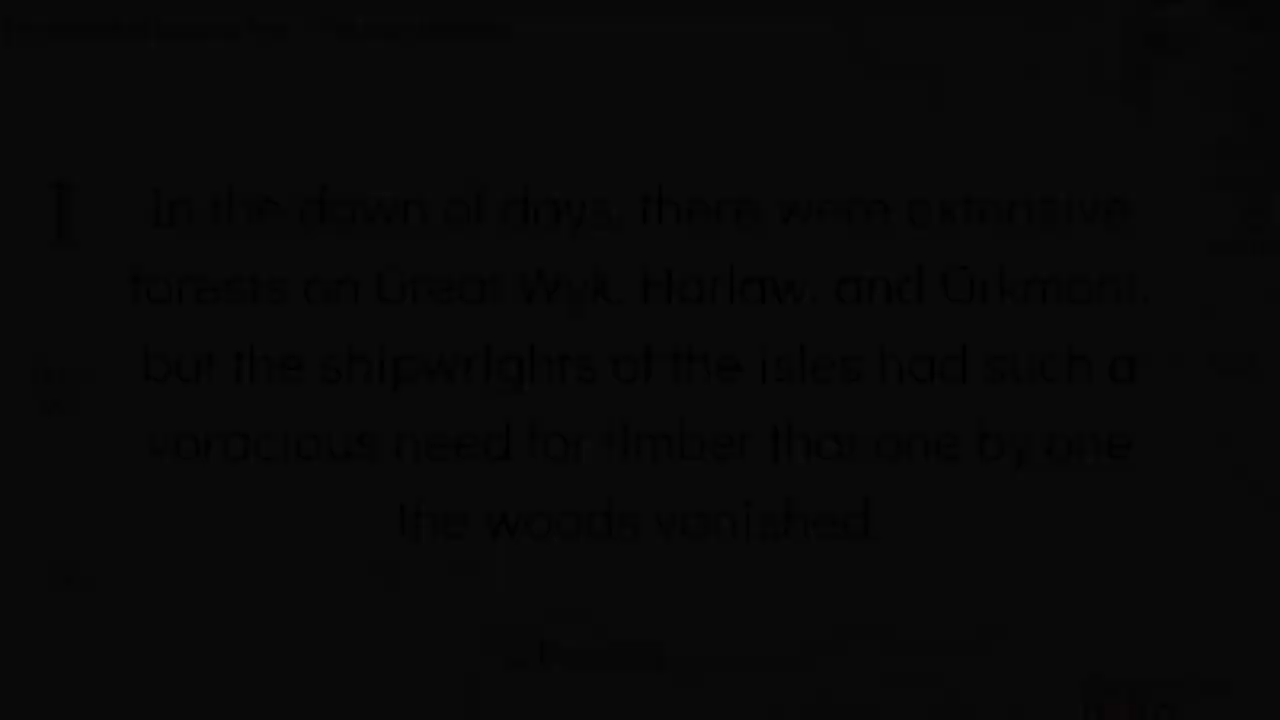 In the dawn of days, there were extensive
forests on Great Wyk, Harlaw, and Orkmont,
but the shipwrights of the isles had such a
voracious need for timber that one by one
the woods vanished.